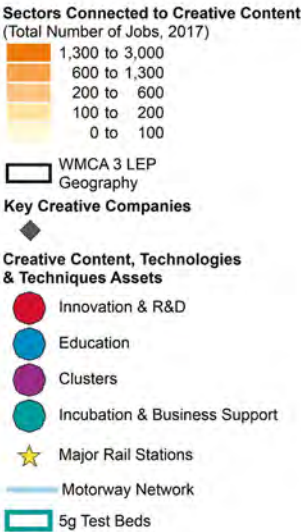 Sectors Connected to Creative Content
(Total Number of Jobs, 2017)
1,300 to 3,000
600 to 1,300
200 to 600
100 to 200
0 to 100
WMCA 3 LEP
Geography
Key Creative Companies
Creative Content, Technologies
& Techniques Assets
Innovation & R&D
Education
Clusters
Incubation & Business Support
Major Rail Stations
Motorway Network
5g Test Beds